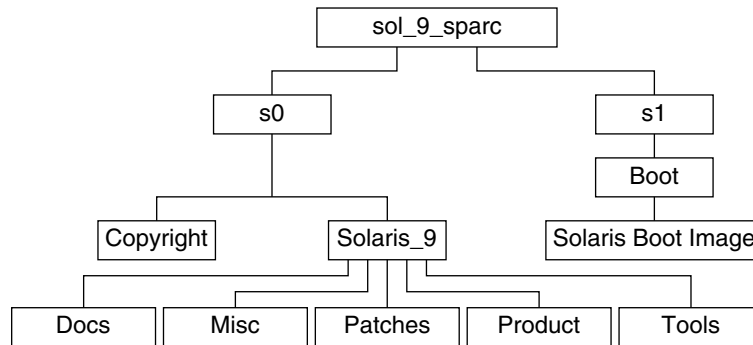 sol_9_sparc
s0
s1
Boot
Copyright
Solaris_9
Solaris Boot Image
Docs
Misc
Patches
Product
Tools